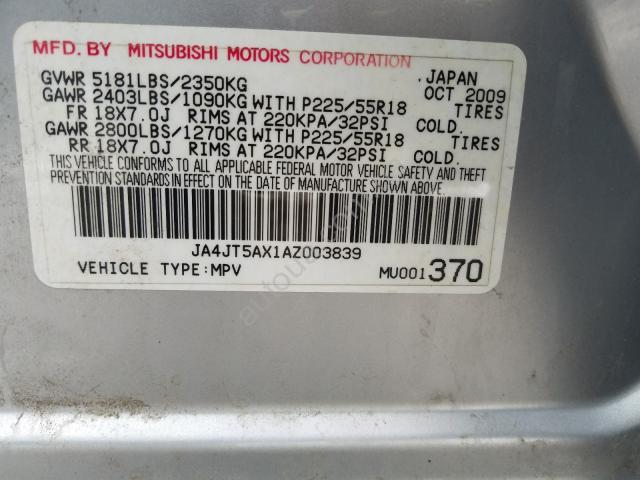 MFD. BY MITSUBISHI MOTORS CORPORATION
GVWR 5181LBS/2350KG , JAPAN
GAWR 2403LBS/1090KG WITH P225/55R18 OCT 2009 TIRES
FR 18X7.0J RIMS AT 220KPA/32PSI COLD.
GAWR 2800LBS/1270KG WITH P225/55R18 TIRES
RR 18X7.0J RIMS AT 220KPA/32PSI COLD.
THIS VEHICLE CONFORMS TO ALL APPLICABLE FEDERAL MOTOR VEHICLE SAFETY AND THEFT
PREVENTION STANDARDS IN EFFECT ON THE DATE OF MANUFACTURE SHOWN ABOVE.
JA4JT5AX1AZ003839
VEHICLE TYPE:MPV MU001370